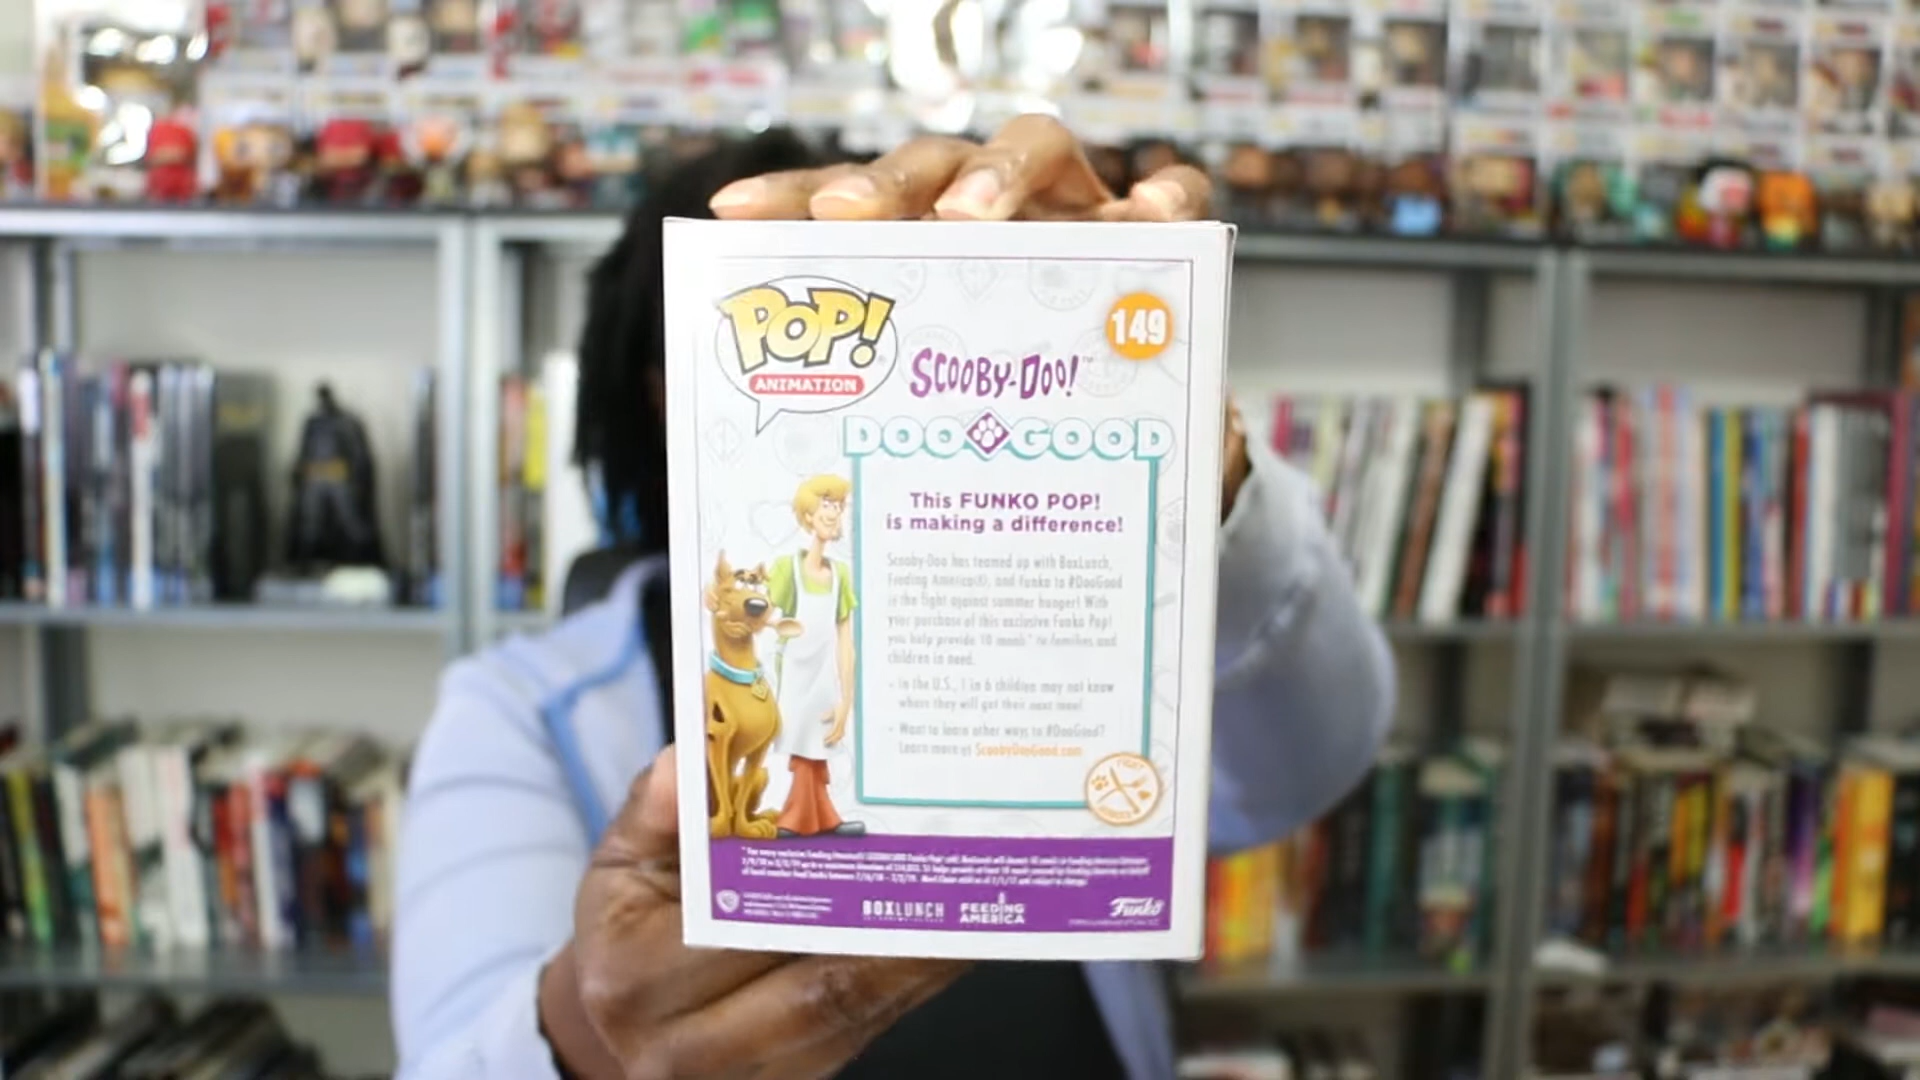 POP!
ANIMATION
149
SCOOBY-DOO!™
DOO GOOD
This FUNKO POP!
is making a difference!
Scooby-Doo has teamed up with BoxLunch,
Feeding America®, and Funko to #DooGood
in the fight against summer hunger! With
your purchase of this exclusive Funko Pop!
you help provide 10 meals* to families and
children in need.
- In the U.S., 1 in 6 children may not know
where they will get their next meal.
- Want to learn other ways to #DooGood?
Learn more at ScoobyDooGood.com
FIGHT
HUNGER
WB
BOXLUNCH
FEEDING
AMERICA
Funko